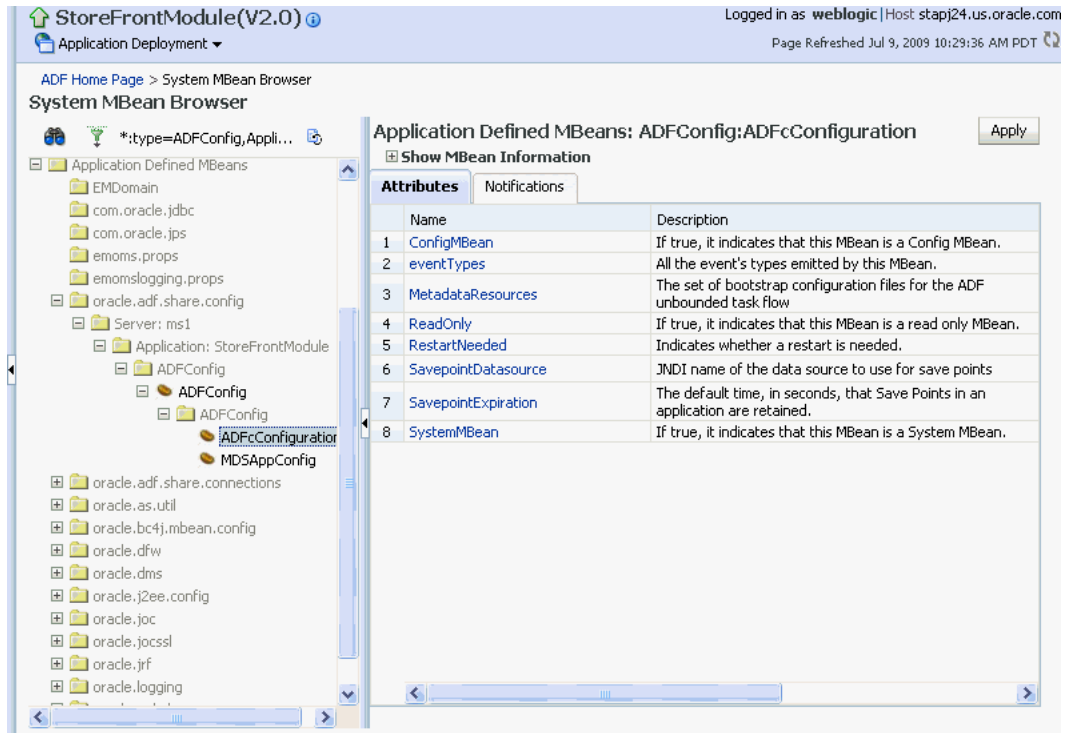 StoreFrontModule(V2.0)
Logged in as weblogic|Host stapj24.us.oracle.com
Application Deployment
Page Refreshed Jul 9, 2009 10:29:36 AM PDT
ADF Home Page > System MBean Browser
System MBean Browser
*:type=ADFConfig,Appli...
Application Defined MBeans
EMDomain
com.oracle.jdbc
com.oracle.jps
emoms.props
emomslogging.props
oracle.adf.share.config
Server: ms1
Application: StoreFrontModule
ADFConfig
ADFConfig
ADFConfig
ADFcConfiguration
MDSAppConfig
oracle.adf.share.connections
oracle.as.util
oracle.bc4j.mbean.config
oracle.dfw
oracle.dms
oracle.j2ee.config
oracle.joc
oracle.jocssl
oracle.jrf
oracle.logging
Application Defined MBeans: ADFConfig:ADFcConfiguration
Apply
Show MBean Information
Attributes Notifications
Name Description
1 ConfigMBean If true, it indicates that this MBean is a Config MBean.
2 eventTypes All the event's types emitted by this MBean.
3 MetadataResources The set of bootstrap configuration files for the ADF
unbounded task flow
4 ReadOnly If true, it indicates that this MBean is a read only MBean.
5 RestartNeeded Indicates whether a restart is needed.
6 SavepointDatasource JNDI name of the data source to use for save points
7 SavepointExpiration The default time, in seconds, that Save Points in an
application are retained.
8 SystemMBean If true, it indicates that this MBean is a System MBean.